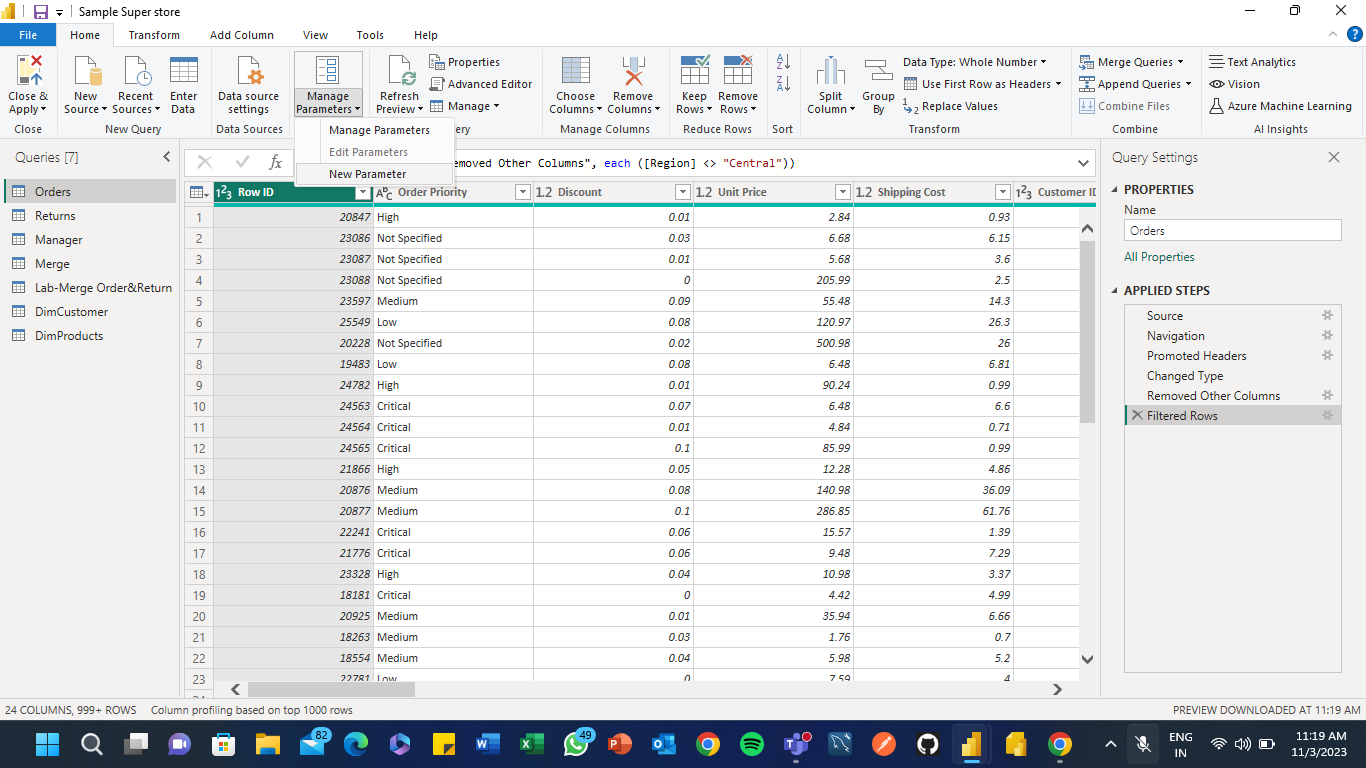 Sample Super store
File Home Transform Add Column View Tools Help
Close & Apply
New Source
Recent Sources
Enter Data
Data source settings
Manage Parameters
Refresh Preview
Properties
Advanced Editor
Manage
Choose Columns
Remove Columns
Keep Rows
Remove Rows
Split Column
Group By
Data Type: Whole Number
Use First Row as Headers
Replace Values
Merge Queries
Append Queries
Combine Files
Text Analytics
Vision
Azure Machine Learning
Close New Query Data Sources ery Manage Columns Reduce Rows Sort Transform Combine AI Insights
Manage Parameters
Edit Parameters
New Parameter
Queries [7]
Orders
Returns
Manager
Merge
Lab-Merge Order&Return
DimCustomer
DimProducts
fx emoved Other Columns", each ([Region] <> "Central"))
1²3 Row ID ABC Order Priority 1.2 Discount 1.2 Unit Price 1.2 Shipping Cost 1²3 Customer ID
1 20847 High 0.01 2.84 0.93
2 23086 Not Specified 0.03 6.68 6.15
3 23087 Not Specified 0.01 5.68 3.6
4 23088 Not Specified 0 205.99 2.5
5 23597 Medium 0.09 55.48 14.3
6 25549 Low 0.08 120.97 26.3
7 20228 Not Specified 0.02 500.98 26
8 19483 Low 0.08 6.48 6.81
9 24782 High 0.01 90.24 0.99
10 24563 Critical 0.07 6.48 6.6
11 24564 Critical 0.01 4.84 0.71
12 24565 Critical 0.1 85.99 0.99
13 21866 High 0.05 12.28 4.86
14 20876 Medium 0.08 140.98 36.09
15 20877 Medium 0.1 286.85 61.76
16 22241 Critical 0.06 15.57 1.39
17 21776 Critical 0.06 9.48 7.29
18 23328 High 0.04 10.98 3.37
19 18181 Critical 0 4.42 4.99
20 20925 Medium 0.01 35.94 6.66
21 18263 Medium 0.03 1.76 0.7
22 18554 Medium 0.04 5.98 5.2
23 22781 Low 0 7.59 4
Query Settings
PROPERTIES
Name
Orders
All Properties
APPLIED STEPS
Source
Navigation
Promoted Headers
Changed Type
Removed Other Columns
Filtered Rows
24 COLUMNS, 999+ ROWS Column profiling based on top 1000 rows PREVIEW DOWNLOADED AT 11:19 AM
82
49
ENG
IN
11:19 AM
11/3/2023